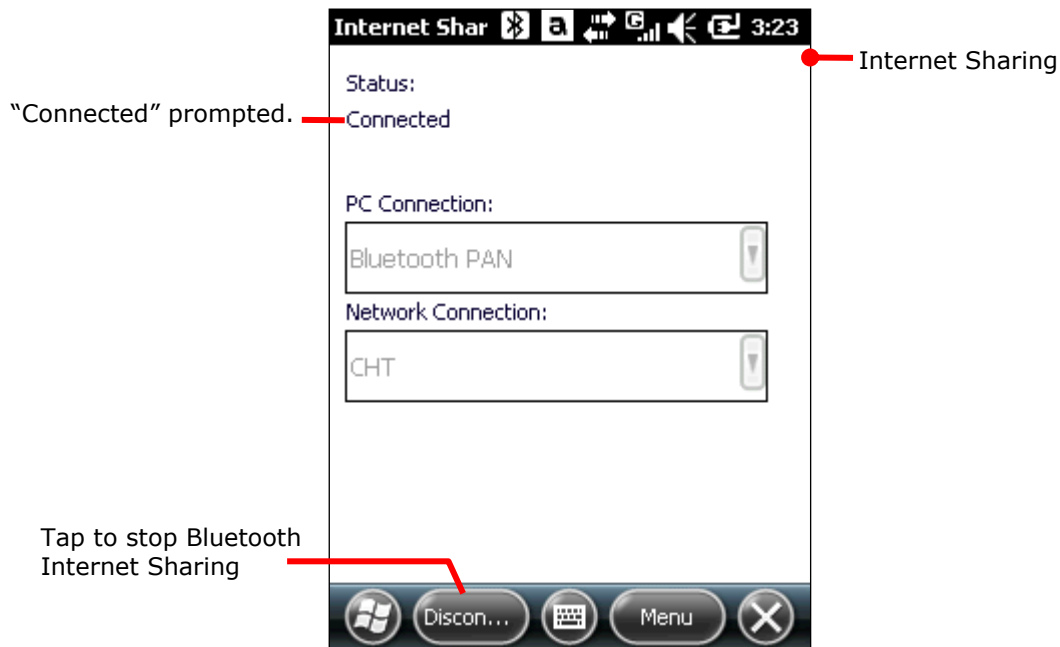 Internet Shar a G 3:23
Internet Sharing
Status:
“Connected” prompted.
Connected
PC Connection:
Bluetooth PAN
Network Connection:
CHT
Tap to stop Bluetooth
Internet Sharing
Discon...
Menu